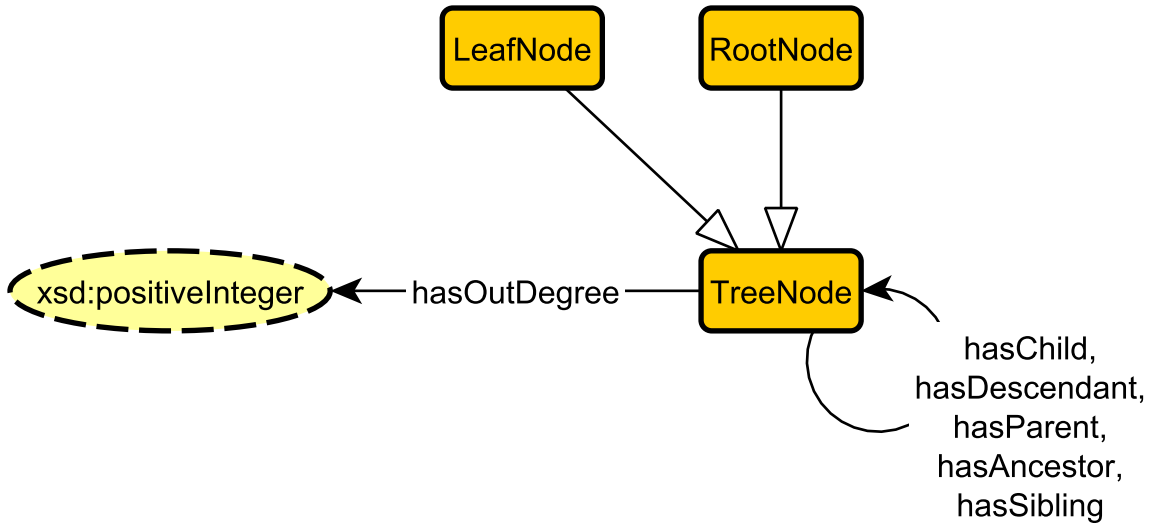 LeafNode
RootNode
xsd:positiveInteger
hasOutDegree
TreeNode
hasChild,
hasDescendant,
hasParent,
hasAncestor,
hasSibling